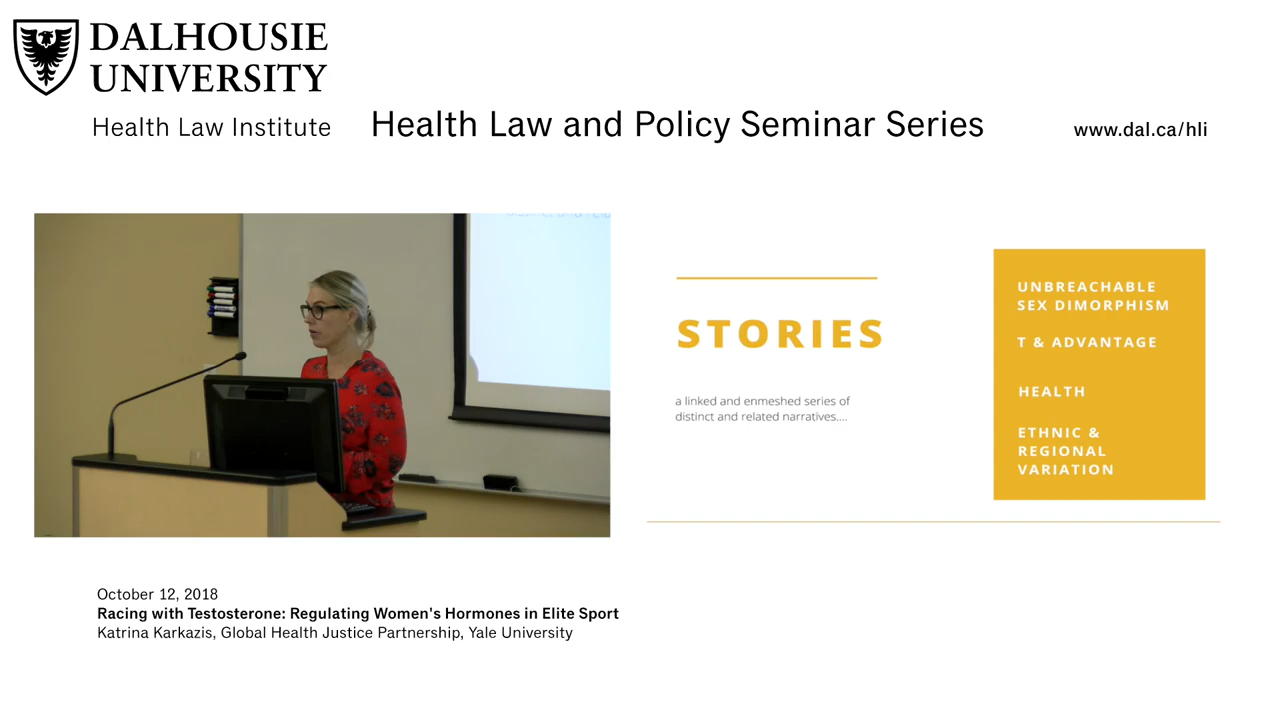 DALHOUSIE
UNIVERSITY
Health Law Institute
Health Law and Policy Seminar Series
www.dal.ca/hli
STORIES
a linked and enmeshed series of
distinct and related narratives....
UNBREACHABLE
SEX DIMORPHISM
T & ADVANTAGE
HEALTH
ETHNIC &
REGIONAL
VARIATION
October 12, 2018
Racing with Testosterone: Regulating Women's Hormones in Elite Sport
Katrina Karkazis, Global Health Justice Partnership, Yale University